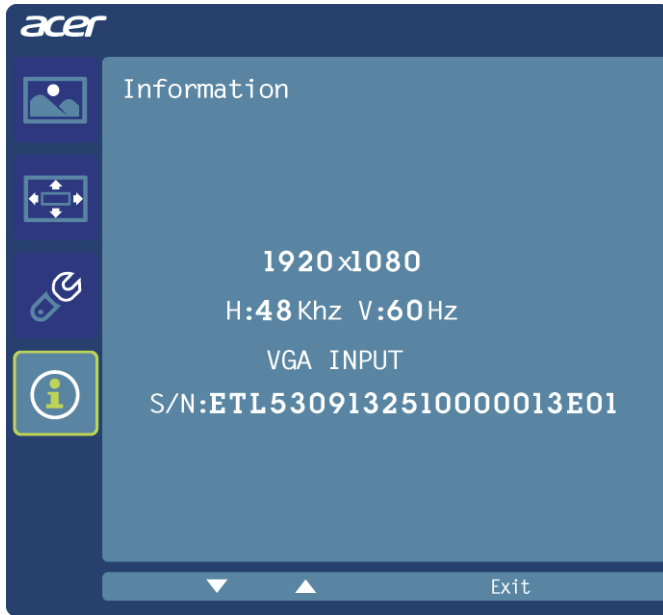 acer
Information
1920x1080
H:48Khz V:60Hz
VGA INPUT
S/N:ETL5309132510000013E01
Exit